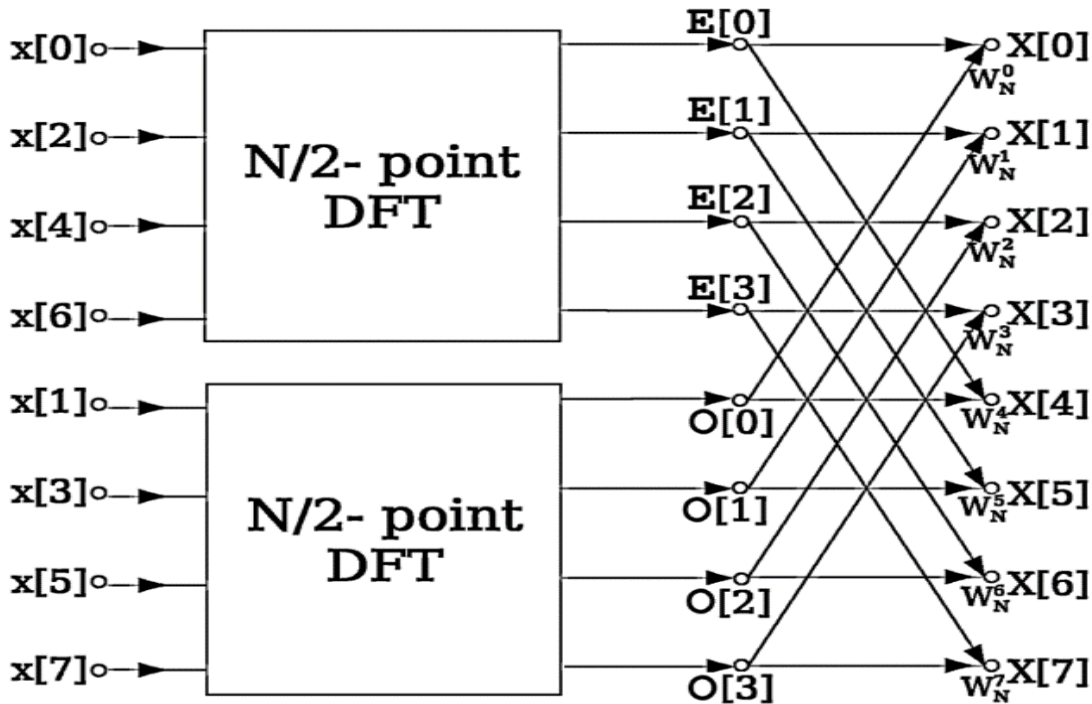 x[0]
x[2]
x[4]
x[6]
N/2- point
DFT
x[1]
x[3]
x[5]
x[7]
N/2- point
DFT
E[0]
E[1]
E[2]
E[3]
O[0]
O[1]
O[2]
O[3]
W_N^0 X[0]
W_N^1 X[1]
W_N^2 X[2]
W_N^3 X[3]
W_N^4 X[4]
W_N^5 X[5]
W_N^6 X[6]
W_N^7 X[7]